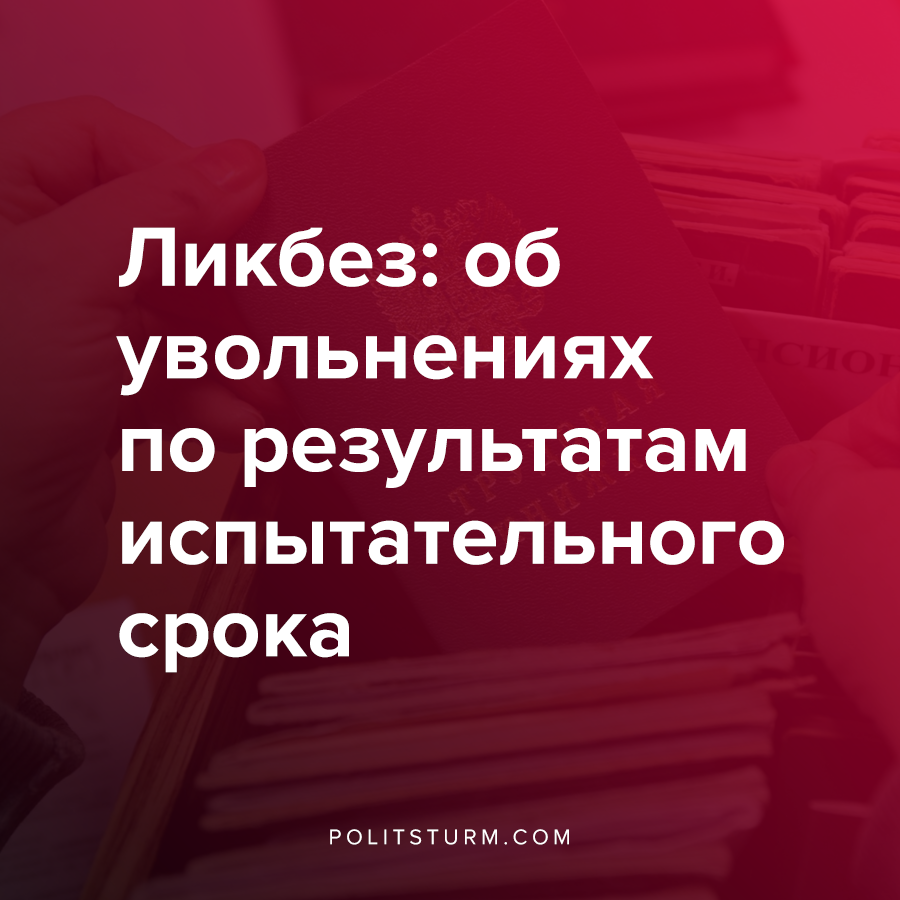 Ликбез: об
увольнениях
по результатам
испытательного
срока
POLITSTURM.COM